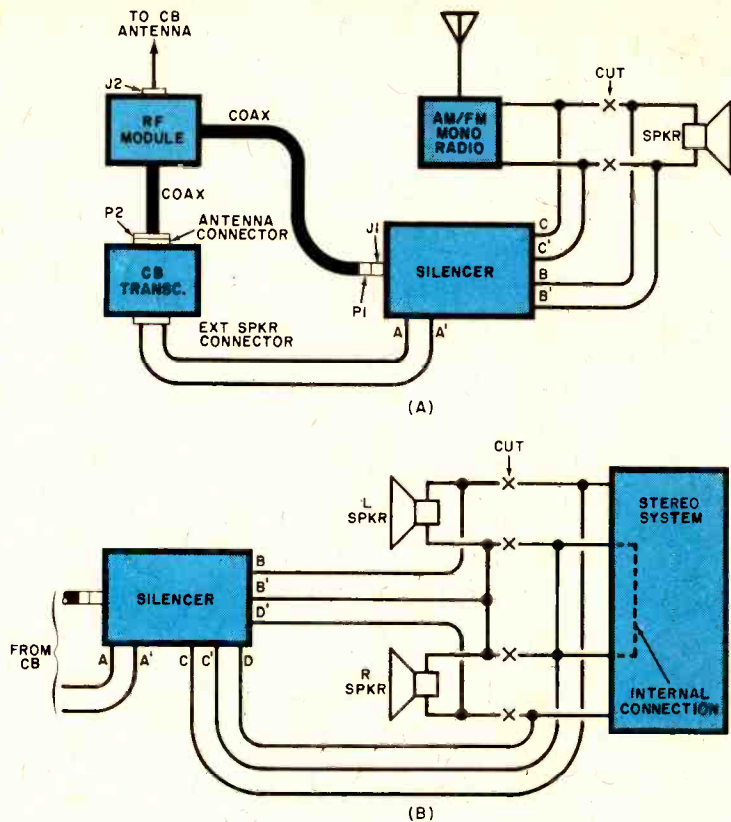 TO CB
ANTENNA
J2
RF
MODULE
COAX
COAX
P2
ANTENNA
CONNECTOR
CB
TRANSC.
EXT SPKR
CONNECTOR
P1
J1
SILENCER
A
A'
C
C'
B
B'
AM/FM
MONO
RADIO
CUT
SPKR
(A)
CUT
L
SPKR
STEREO
SYSTEM
SILENCER
B
B'
D'
FROM
CB
A
A'
C
C'
D
R
SPKR
INTERNAL
CONNECTION
(B)